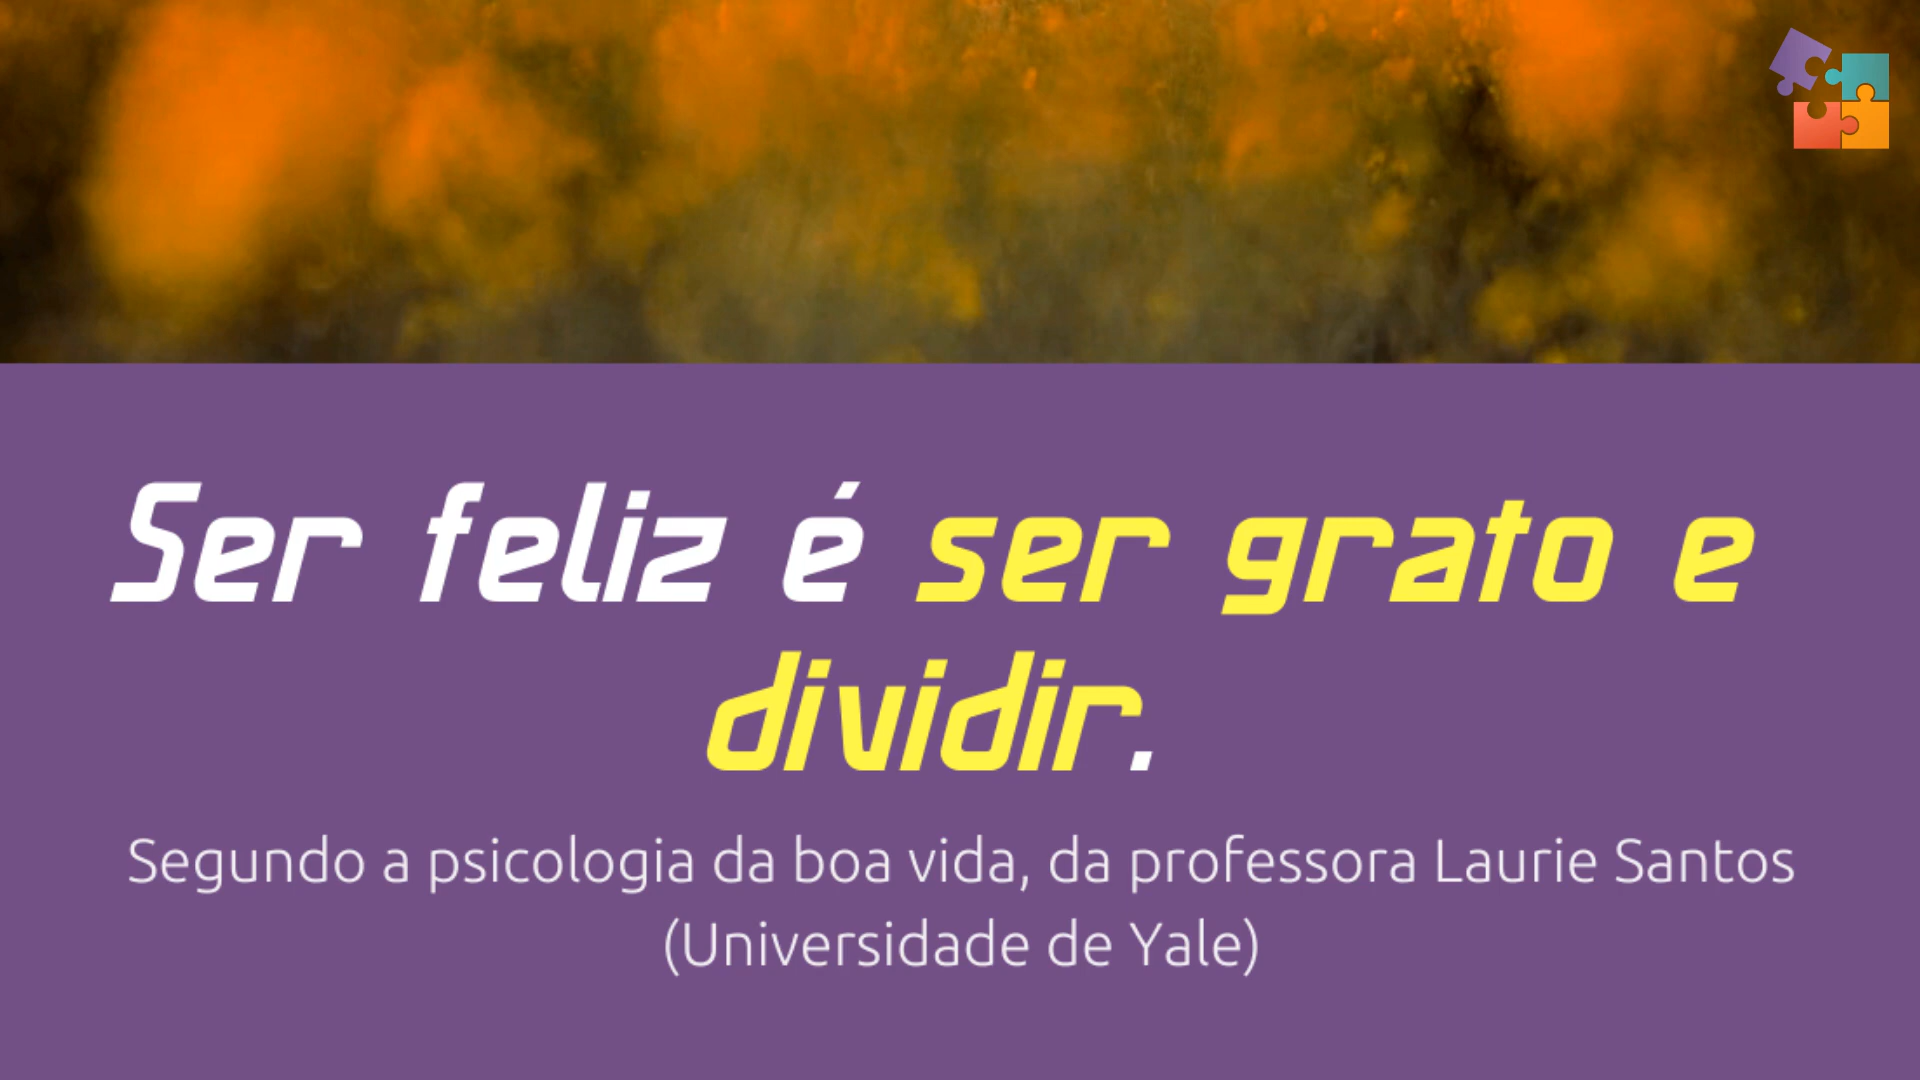 Ser feliz é ser grato e
dividir.
Segundo a psicologia da boa vida, da professora Laurie Santos
(Universidade de Yale)